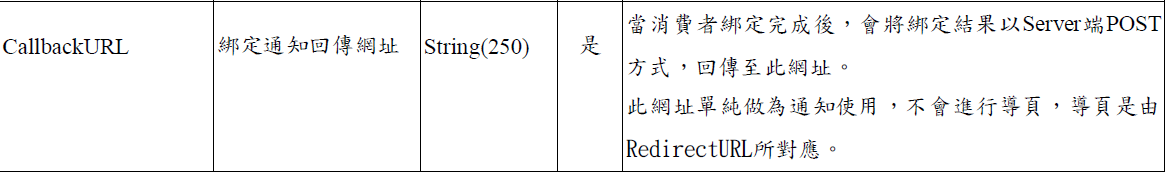 CallbackURL
綁定通知回傳網址
String(250)
是
當消費者綁定完成後，會將綁定結果以Server端POST
方式，回傳至此網址。
此網址單純做為通知使用，不會進行導頁，導頁是由
RedirectURL所對應。